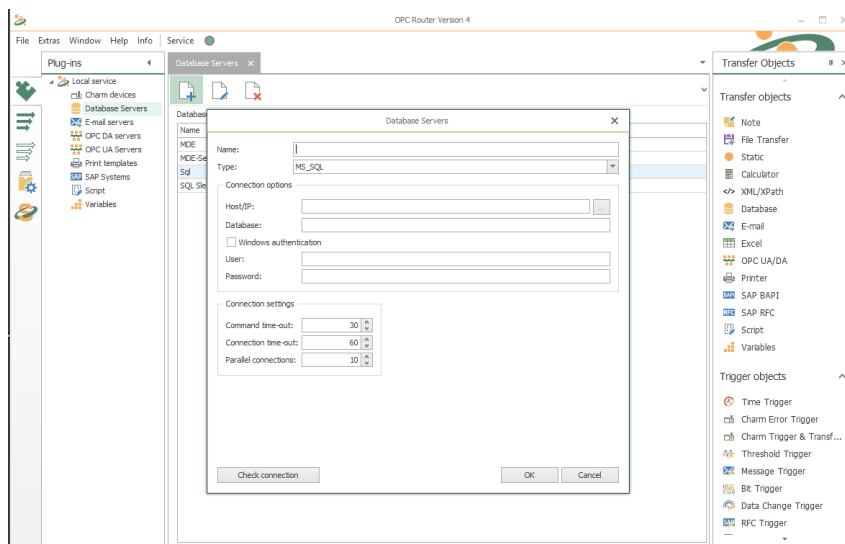 OPC Router Version 4
File Extras Window Help Info Service
Plug-ins
Local service
Charm devices
Database Servers
E-mail servers
OPC DA servers
OPC UA Servers
Print templates
SAP Systems
Script
Variables
Database Servers
Name
MDE
Sql
Database Servers
Name:
Type: MS_SQL
Connection options
Host/IP: ...
Database:
Windows authentication
User:
Password:
Connection settings
Command time-out: 30
Connection time-out: 60
Parallel connections: 10
Check connection OK Cancel
Transfer Objects
Transfer objects
Note
File Transfer
Static
Calculator
</> XML/XPath
Database
E-mail
Excel
OPC UA/DA
Printer
SAP BAPI
SAP RFC
Script
Variables
Trigger objects
Time Trigger
Charm Error Trigger
Charm Trigger & Transf...
Threshold Trigger
Message Trigger
Bit Trigger
Data Change Trigger
RFC Trigger